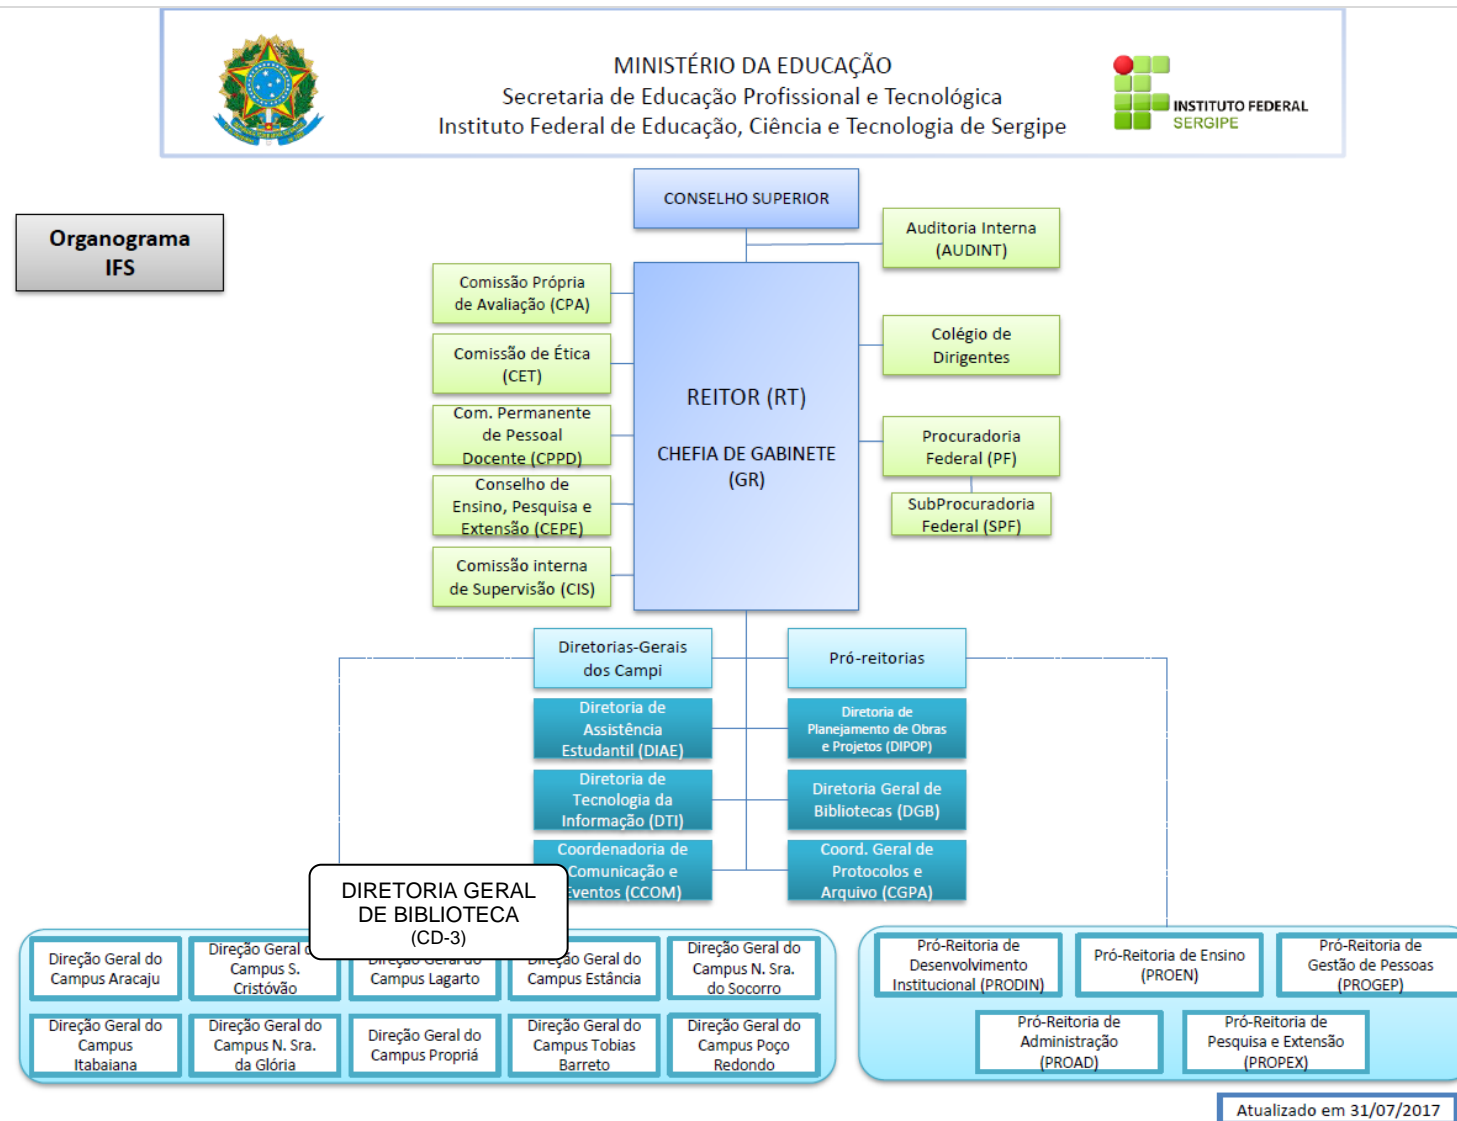 MINISTÉRIO DA EDUCAÇÃO
Secretaria de Educação Profissional e Tecnológica
Instituto Federal de Educação, Ciência e Tecnologia de Sergipe
INSTITUTO FEDERAL
SERGIPE
Organograma
IFS
CONSELHO SUPERIOR
Auditoria Interna
(AUDINT)
Comissão Própria
de Avaliação (CPA)
Comissão de Ética
(CET)
Com. Permanente
de Pessoal
Docente (CPPD)
Conselho de
Ensino, Pesquisa e
Extensão (CEPE)
Comissão interna
de Supervisão (CIS)
REITOR (RT)
CHEFIA DE GABINETE
(GR)
Colégio de
Dirigentes
Procuradoria
Federal (PF)
SubProcuradoria
Federal (SPF)
Diretorias-Gerais
dos Campi
Pró-reitorias
Diretoria de
Assistência
Estudantil (DIAE)
Diretoria de
Planejamento de Obras
e Projetos (DIPOP)
Diretoria de
Tecnologia da
Informação (DTI)
Diretoria Geral de
Bibliotecas (DGB)
Coordenadoria de
Comunicação e
Eventos (CCOM)
Coord. Geral de
Protocolos e
Arquivo (CGPA)
DIRETORIA GERAL
DE BIBLIOTECA
(CD-3)
Direção Geral do
Campus Aracaju
Direção Geral
Campus S.
Cristóvão
Direção Geral do
Campus Lagarto
Direção Geral do
Campus Estância
Direção Geral do
Campus N. Sra.
do Socorro
Direção Geral do
Campus
Itabaiana
Direção Geral do
Campus N. Sra.
da Glória
Direção Geral do
Campus Propriá
Direção Geral do
Campus Tobias
Barreto
Direção Geral do
Campus Poço
Redondo
Pró-Reitoria de
Desenvolvimento
Institucional (PRODIN)
Pró-Reitoria de Ensino
(PROEN)
Pró-Reitoria de
Gestão de Pessoas
(PROGEP)
Pró-Reitoria de
Administração
(PROAD)
Pró-Reitoria de
Pesquisa e Extensão
(PROPEX)
Atualizado em 31/07/2017